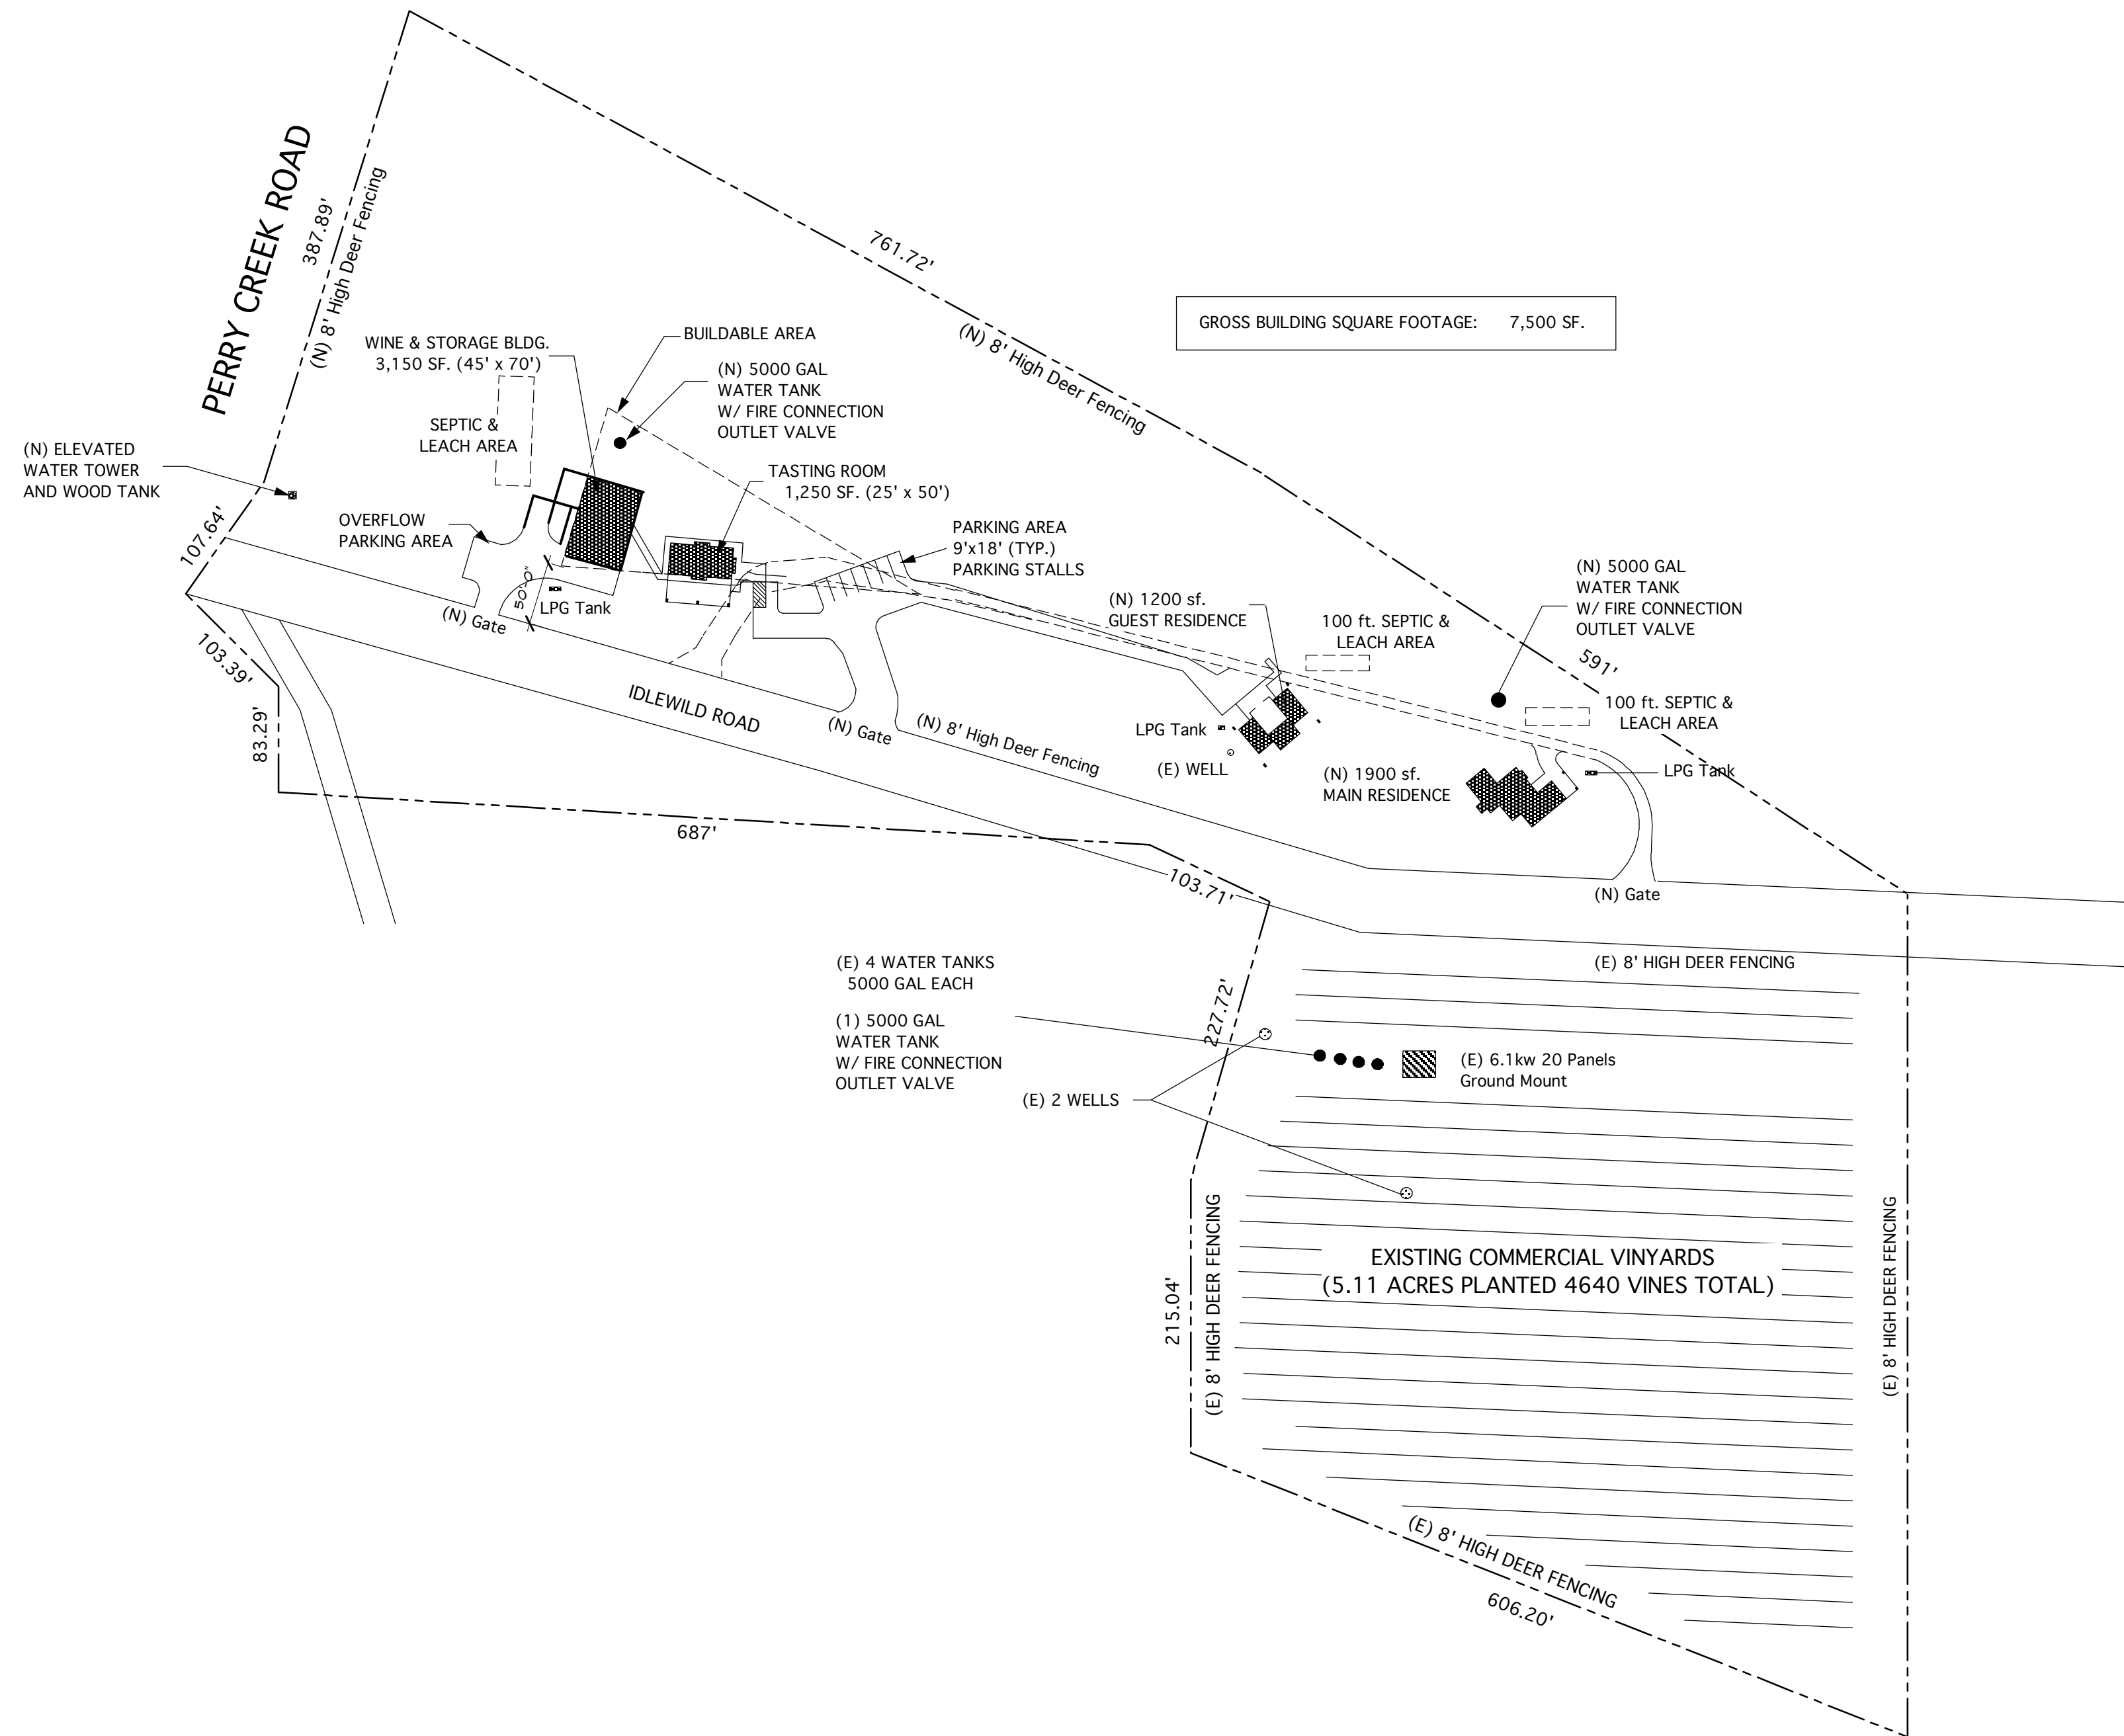 PERRY CREEK ROAD
387.89'
(N) 8' High Deer Fencing
761.72'
(N) 8' High Deer Fencing
GROSS BUILDING SQUARE FOOTAGE: 7,500 SF.
WINE & STORAGE BLDG.
3,150 SF. (45' x 70')
BUILDABLE AREA
(N) 5000 GAL
WATER TANK
W/ FIRE CONNECTION
OUTLET VALVE
SEPTIC &
LEACH AREA
(N) ELEVATED
WATER TOWER
AND WOOD TANK
TASTING ROOM
1,250 SF. (25' x 50')
OVERFLOW
PARKING AREA
PARKING AREA
9'x18' (TYP.)
PARKING STALLS
107.64'
50'-0"
LPG Tank
(N) Gate
(N) 1200 sf.
GUEST RESIDENCE
100 ft. SEPTIC &
LEACH AREA
(N) 5000 GAL
WATER TANK
W/ FIRE CONNECTION
OUTLET VALVE
591'
103.39'
83.29'
IDLEWILD ROAD
(N) Gate
(N) 8' High Deer Fencing
LPG Tank
(E) WELL
100 ft. SEPTIC &
LEACH AREA
(N) 1900 sf.
MAIN RESIDENCE
LPG Tank
687'
103.71'
(N) Gate
(E) 8' HIGH DEER FENCING
(E) 4 WATER TANKS
5000 GAL EACH
(1) 5000 GAL
WATER TANK
W/ FIRE CONNECTION
OUTLET VALVE
227.72'
(E) 6.1kw 20 Panels
Ground Mount
(E) 2 WELLS
215.04'
(E) 8' HIGH DEER FENCING
EXISTING COMMERCIAL VINYARDS
(5.11 ACRES PLANTED 4640 VINES TOTAL)
(E) 8' HIGH DEER FENCING
(E) 8' HIGH DEER FENCING
606.20'